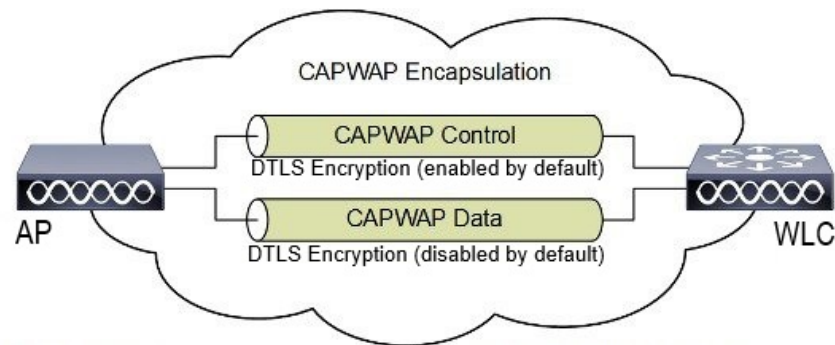 CAPWAP Encapsulation
CAPWAP Control
DTLS Encryption (enabled by default)
AP
WLC
CAPWAP Data
DTLS Encryption (disabled by default)